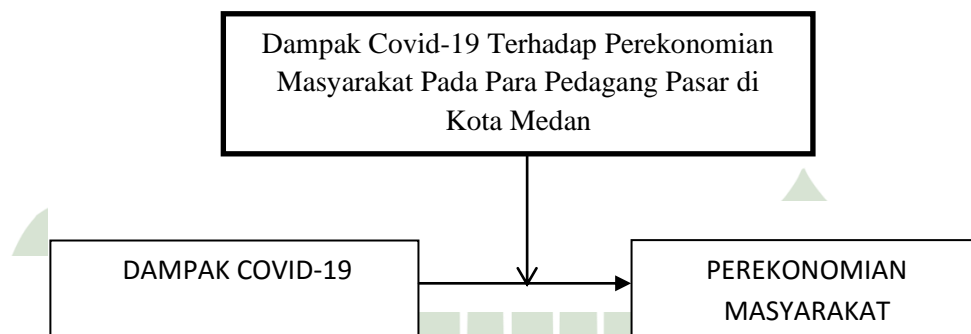 Dampak Covid-19 Terhadap Perekonomian
Masyarakat Pada Para Pedagang Pasar di
Kota Medan
DAMPAK COVID-19
PEREKONOMIAN
MASYARAKAT